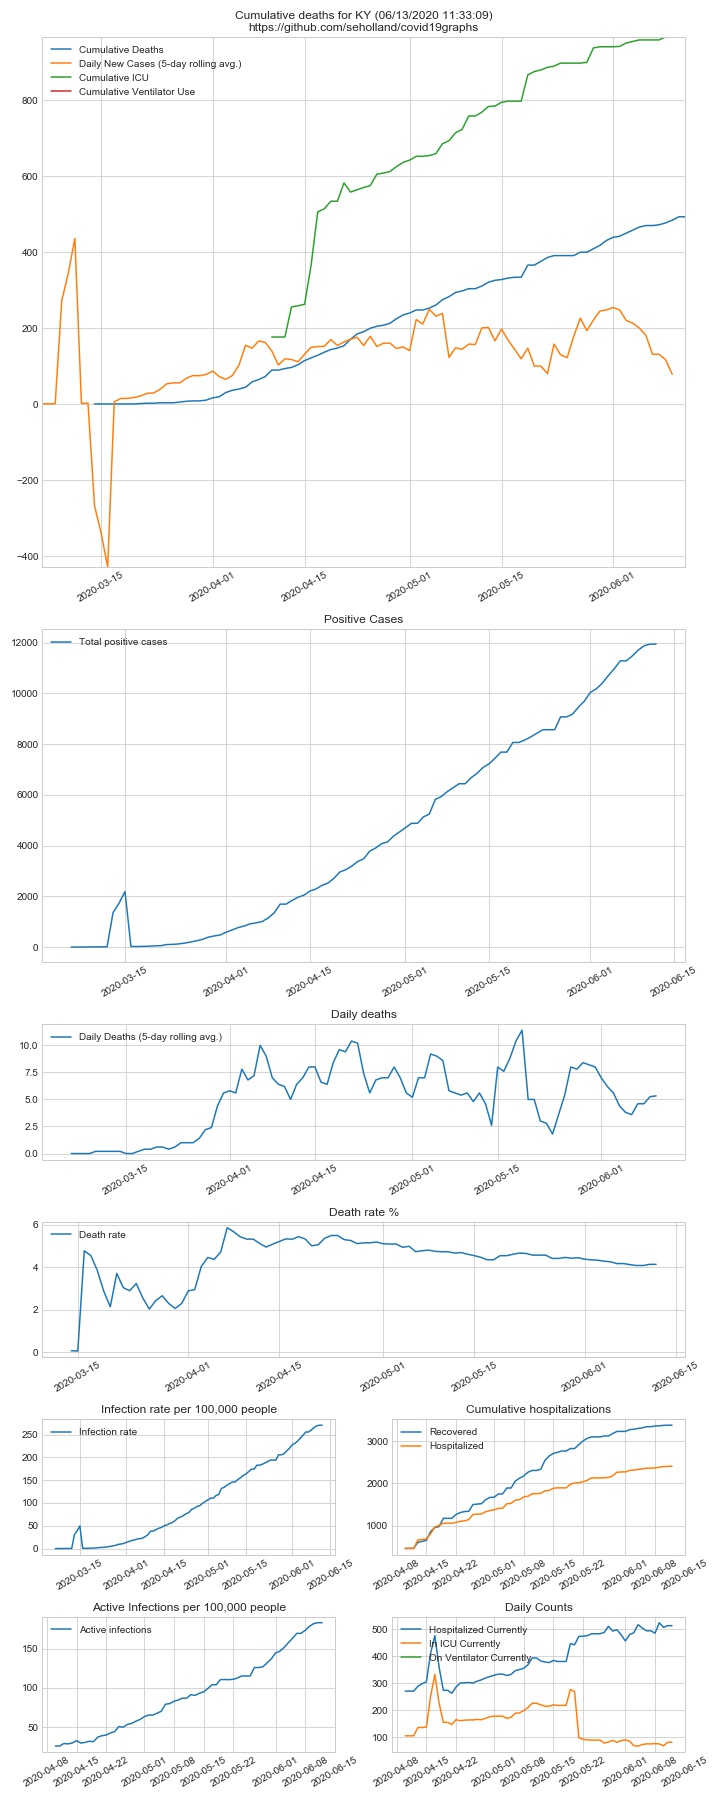 Cumulative deaths for KY (06/13/2020 11:33:09)
https://github.com/seholland/covid19graphs
Cumulative Deaths
Daily New Cases (5-day rolling avg.)
Cumulative ICU
Cumulative Ventilator Use
800
600
400
200
0
−200
−400
2020-03-15 2020-04-01 2020-04-15 2020-05-01 2020-05-15 2020-06-01
Positive Cases
Total positive cases
12000
10000
8000
6000
4000
2000
0
2020-03-15 2020-04-01 2020-04-15 2020-05-01 2020-05-15 2020-06-01 2020-06-15
Daily deaths
Daily Deaths (5-day rolling avg.)
10.0
7.5
5.0
2.5
0.0
2020-03-15 2020-04-01 2020-04-15 2020-05-01 2020-05-15 2020-06-01
Death rate %
Death rate
6
4
2
0
2020-03-15 2020-04-01 2020-04-15 2020-05-01 2020-05-15 2020-06-01 2020-06-15
Infection rate per 100,000 people
Infection rate
250
200
150
100
50
0
2020-03-15 2020-04-01 2020-04-15 2020-05-01 2020-05-15 2020-06-01 2020-06-15
Cumulative hospitalizations
Recovered
Hospitalized
3000
2000
1000
2020-04-08 2020-04-15 2020-04-22 2020-05-01 2020-05-08 2020-05-15 2020-05-22 2020-06-01 2020-06-08 2020-06-15
Active Infections per 100,000 people
Active infections
150
100
50
2020-04-08 2020-04-15 2020-04-22 2020-05-01 2020-05-08 2020-05-15 2020-05-22 2020-06-01 2020-06-08 2020-06-15
Daily Counts
Hospitalized Currently
In ICU Currently
On Ventilator Currently
500
400
300
200
100
2020-04-08 2020-04-15 2020-04-22 2020-05-01 2020-05-08 2020-05-15 2020-05-22 2020-06-01 2020-06-08 2020-06-15